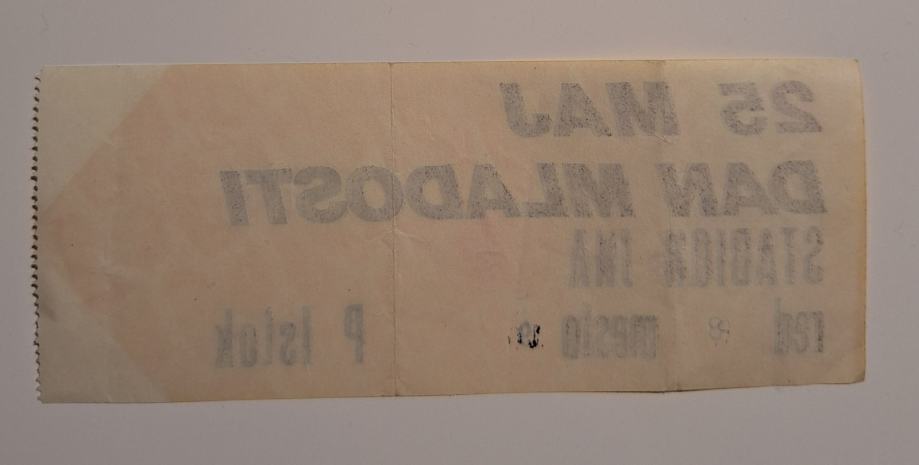 25 MAJ
DAN MLADOSTI
STADION JNA
red mesto P istok